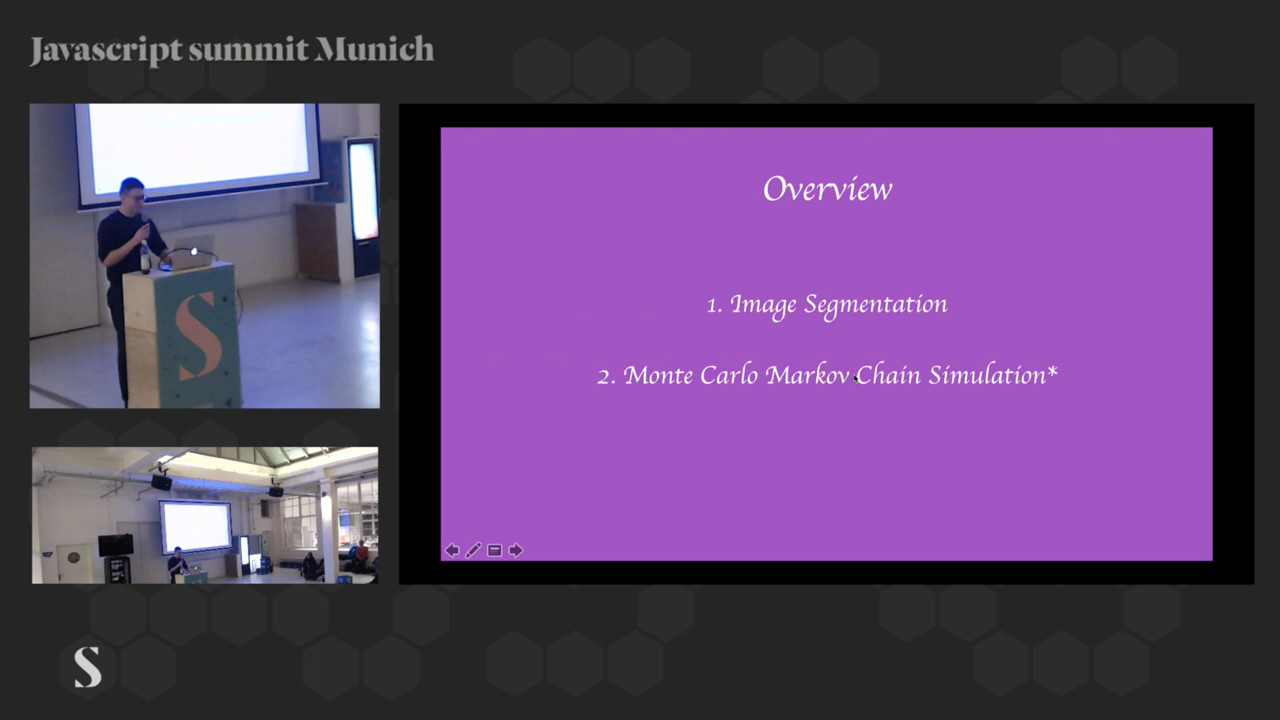 Javascript summit Munich
S
Overview
1. Image Segmentation
2. Monte Carlo Markov Chain Simulation*
S